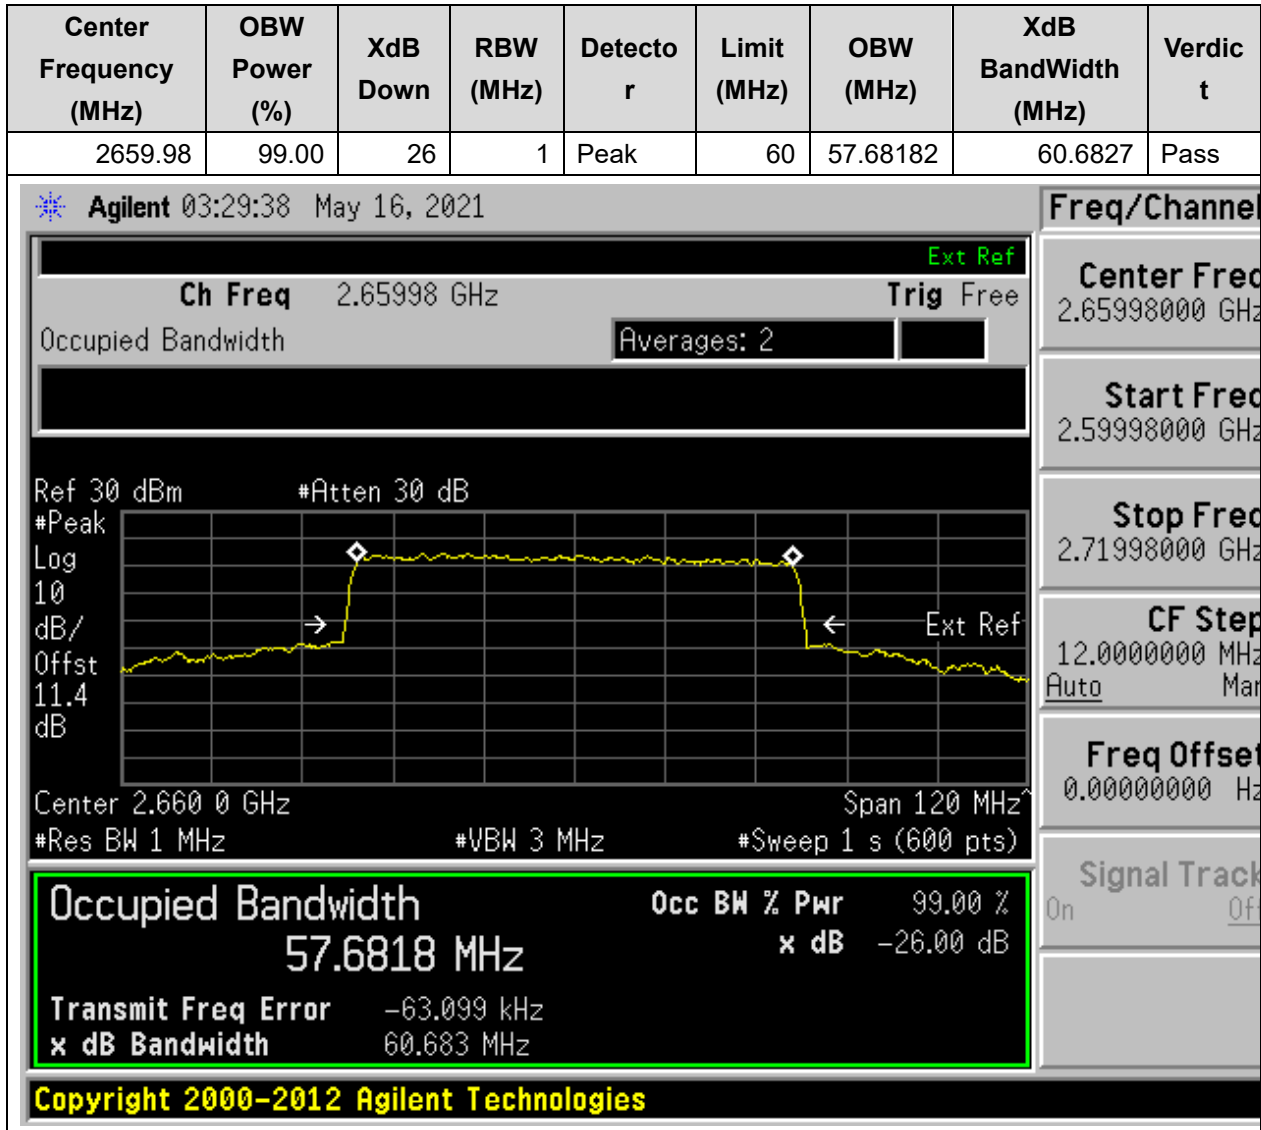 Center Frequency (MHz) OBW Power (%) XdB Down RBW (MHz) Detector Limit (MHz) OBW (MHz) XdB BandWidth (MHz) Verdict
2659.98 99.00 26 1 Peak 60 57.68182 60.6827 Pass
Agilent 03:29:38 May 16, 2021
Freq/Channel
Ext Ref
Ch Freq 2.65998 GHz Trig Free
Occupied Bandwidth Averages: 2
Center Freq
2.65998000 GHz
Start Freq
2.59998000 GHz
Stop Freq
2.71998000 GHz
CF Step
12.0000000 MHz
Auto Man
Freq Offset
0.00000000 Hz
Signal Track
On Off
Ref 30 dBm #Atten 30 dB
#Peak
Log
10
dB/
Offst
11.4
dB
Ext Ref
Center 2.660 0 GHz Span 120 MHz^
#Res BW 1 MHz #VBW 3 MHz #Sweep 1 s (600 pts)
Occupied Bandwidth Occ BW % Pwr 99.00 %
57.6818 MHz x dB -26.00 dB
Transmit Freq Error -63.099 kHz
x dB Bandwidth 60.683 MHz
Copyright 2000-2012 Agilent Technologies